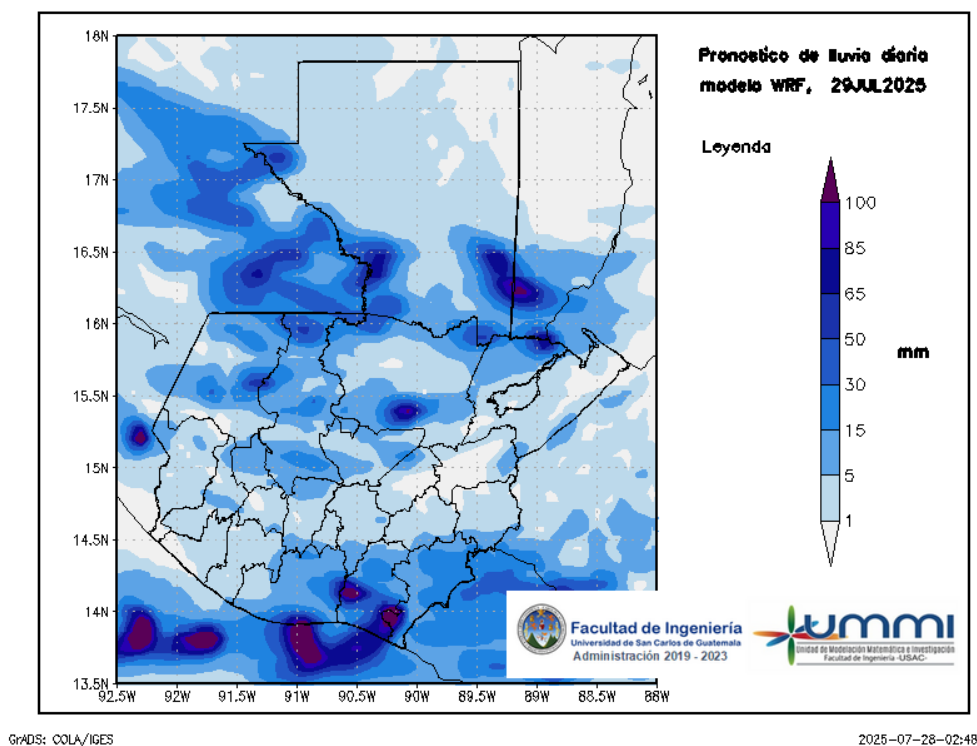 Pronostico de lluvia diaria
modelo WRF, 29JUL2025
Leyenda
100
85
65
50
30
15
5
1
mm
18N
17.5N
17N
16.5N
16N
15.5N
15N
14.5N
14N
13.5N
92.5W
92W
91.5W
91W
90.5W
90W
89.5W
89W
88.5W
88W
Facultad de Ingeniería
Universidad de San Carlos de Guatemala
Administración 2019 - 2023
ummi
Unidad de Modelación Matemática e Investigación
Facultad de Ingeniería -USAC-
GrADS: COLA/IGES
2025-07-28-02:48